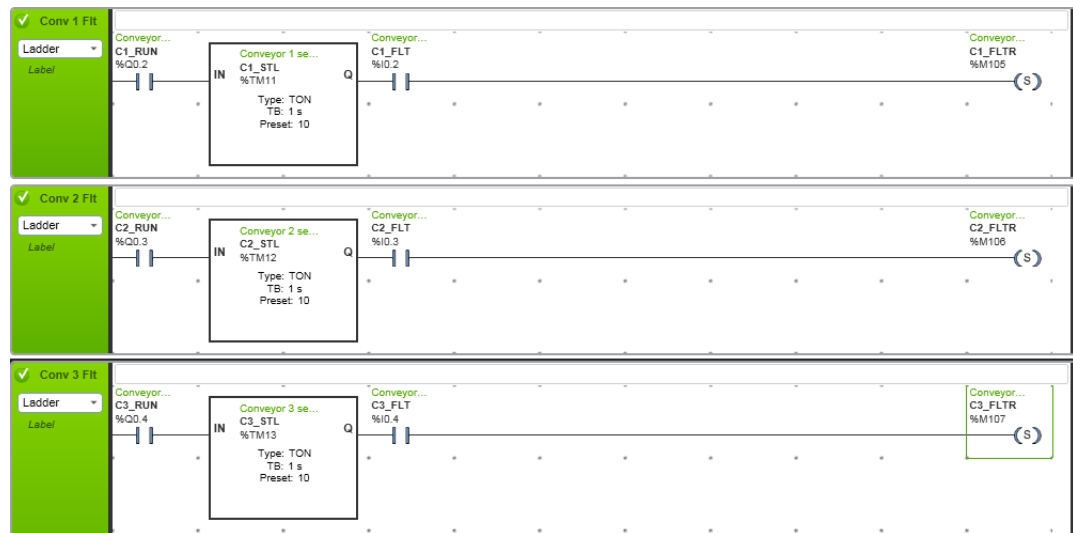 Conv 1 Flt
Ladder
Label
Conveyor...
C1_RUN
%Q0.2
IN
Conveyor 1 se...
C1_STL
%TM11
Q
Type: TON
TB: 1 s
Preset: 10
Conveyor...
C1_FLT
%I0.2
Conveyor...
C1_FLTR
%M105
S
Conv 2 Flt
Ladder
Label
Conveyor...
C2_RUN
%Q0.3
IN
Conveyor 2 se...
C2_STL
%TM12
Q
Type: TON
TB: 1 s
Preset: 10
Conveyor...
C2_FLT
%I0.3
Conveyor...
C2_FLTR
%M106
S
Conv 3 Flt
Ladder
Label
Conveyor...
C3_RUN
%Q0.4
IN
Conveyor 3 se...
C3_STL
%TM13
Q
Type: TON
TB: 1 s
Preset: 10
Conveyor...
C3_FLT
%I0.4
Conveyor...
C3_FLTR
%M107
S